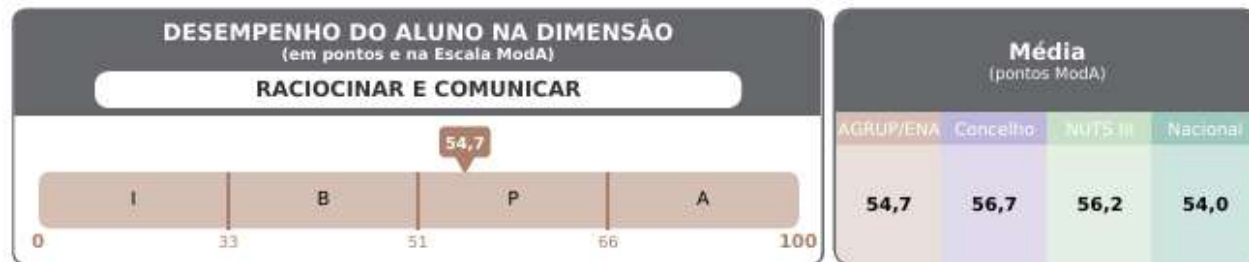 DESEMPENHO DO ALUNO NA DIMENSÃO
(em pontos e na Escala ModA)
RACIOCINAR E COMUNICAR
54,7
I B P A
0 33 51 66 100
Média
(pontos ModA)
AGRUP/ENA Concelho NUTS III Nacional
54,7 56,7 56,2 54,0